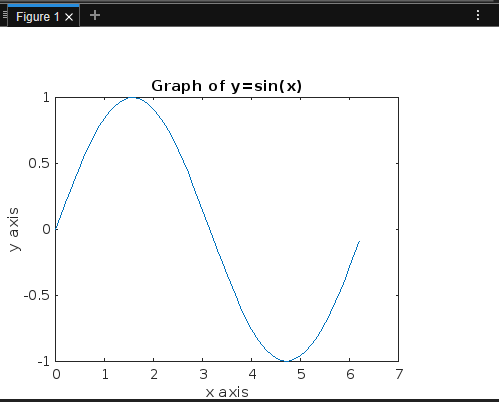 Figure 1
Graph of y=sin(x)
1
0.5
0
-0.5
-1
y axis
0 1 2 3 4 5 6 7
x axis